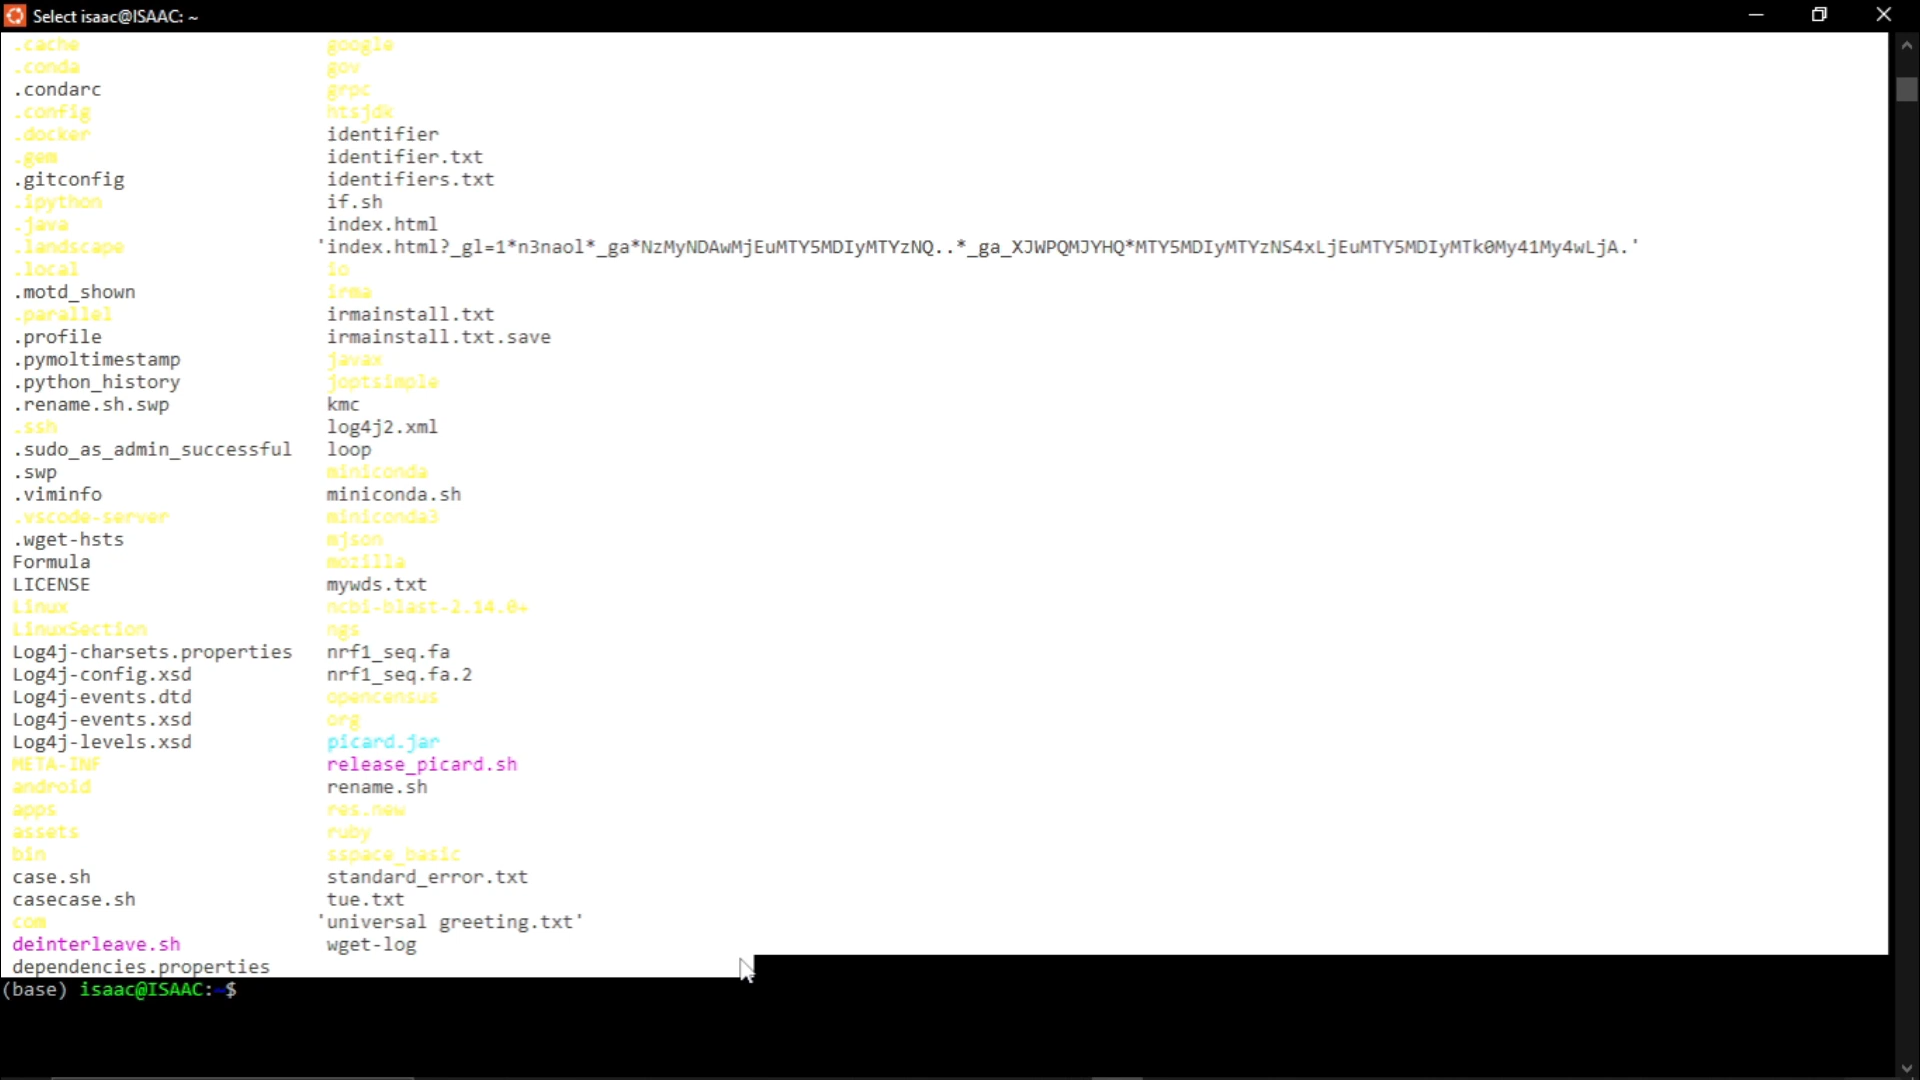 Select isaac@ISAAC: ~
.cache google
.conda gov
.condarc grpc
.config htsjdk
.docker identifier
.gem identifier.txt
.gitconfig identifiers.txt
.ipython if.sh
.java index.html
.landscape 'index.html?_gl=1*n3naol*_ga*NzMyNDAwMjEuMTY5MDIyMTYzNQ..*_ga_XJWPQMJYHQ*MTY5MDIyMTYzNS4xLjEuMTY5MDIyMTk0My41My4wLjA.'
.local io
.motd_shown irma
.parallel irmainstall.txt
.profile irmainstall.txt.save
.pymoltimestamp javax
.python_history joptsimple
.rename.sh.swp kmc
.ssh log4j2.xml
.sudo_as_admin_successful loop
.swp miniconda
.viminfo miniconda.sh
.vscode-server miniconda3
.wget-hsts mjson
Formula mozilla
LICENSE mywds.txt
Linux ncbi-blast-2.14.0+
LinuxSection ngs
Log4j-charsets.properties nrf1_seq.fa
Log4j-config.xsd nrf1_seq.fa.2
Log4j-events.dtd opencensus
Log4j-events.xsd org
Log4j-levels.xsd picard.jar
META-INF release_picard.sh
android rename.sh
apps res.new
assets ruby
bin sspace_basic
case.sh standard_error.txt
casecase.sh tue.txt
com 'universal greeting.txt'
deinterleave.sh wget-log
dependencies.properties
(base) isaac@ISAAC:~$